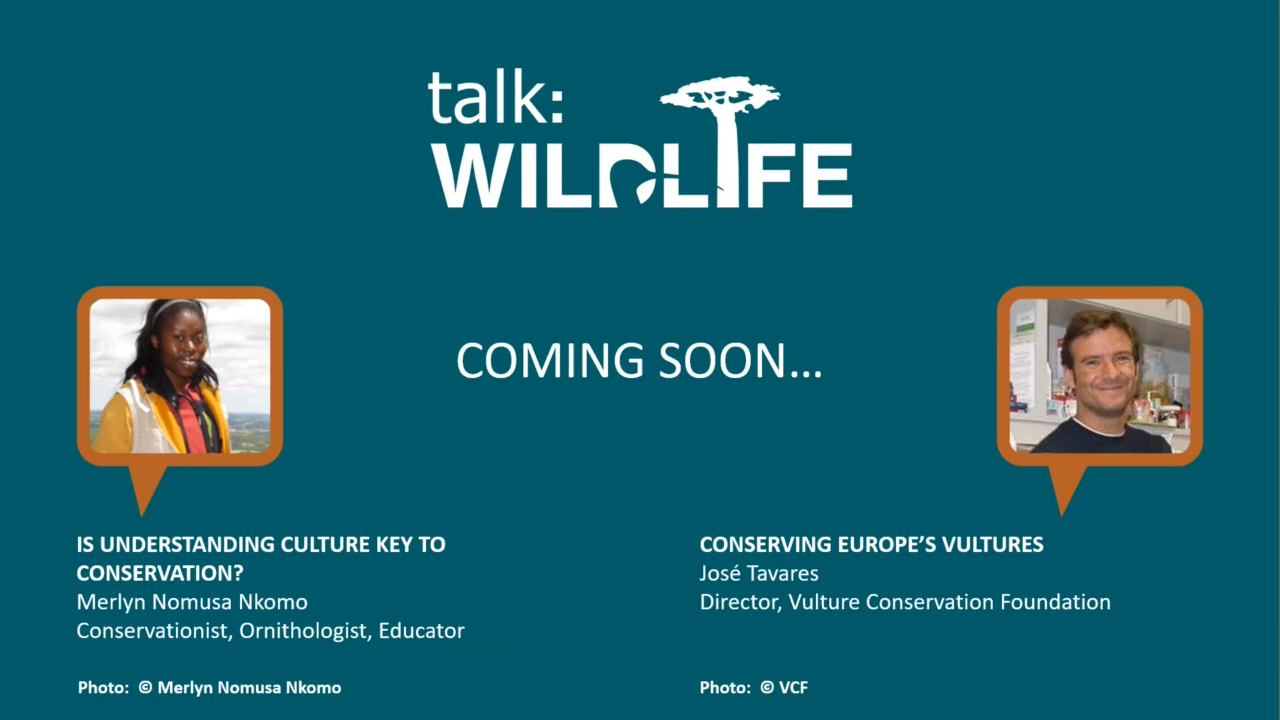 talk:
WILDLIFE
COMING SOON...
IS UNDERSTANDING CULTURE KEY TO
CONSERVATION?
Merlyn Nomusa Nkomo
Conservationist, Ornithologist, Educator
Photo: © Merlyn Nomusa Nkomo
CONSERVING EUROPE’S VULTURES
José Tavares
Director, Vulture Conservation Foundation
Photo: © VCF